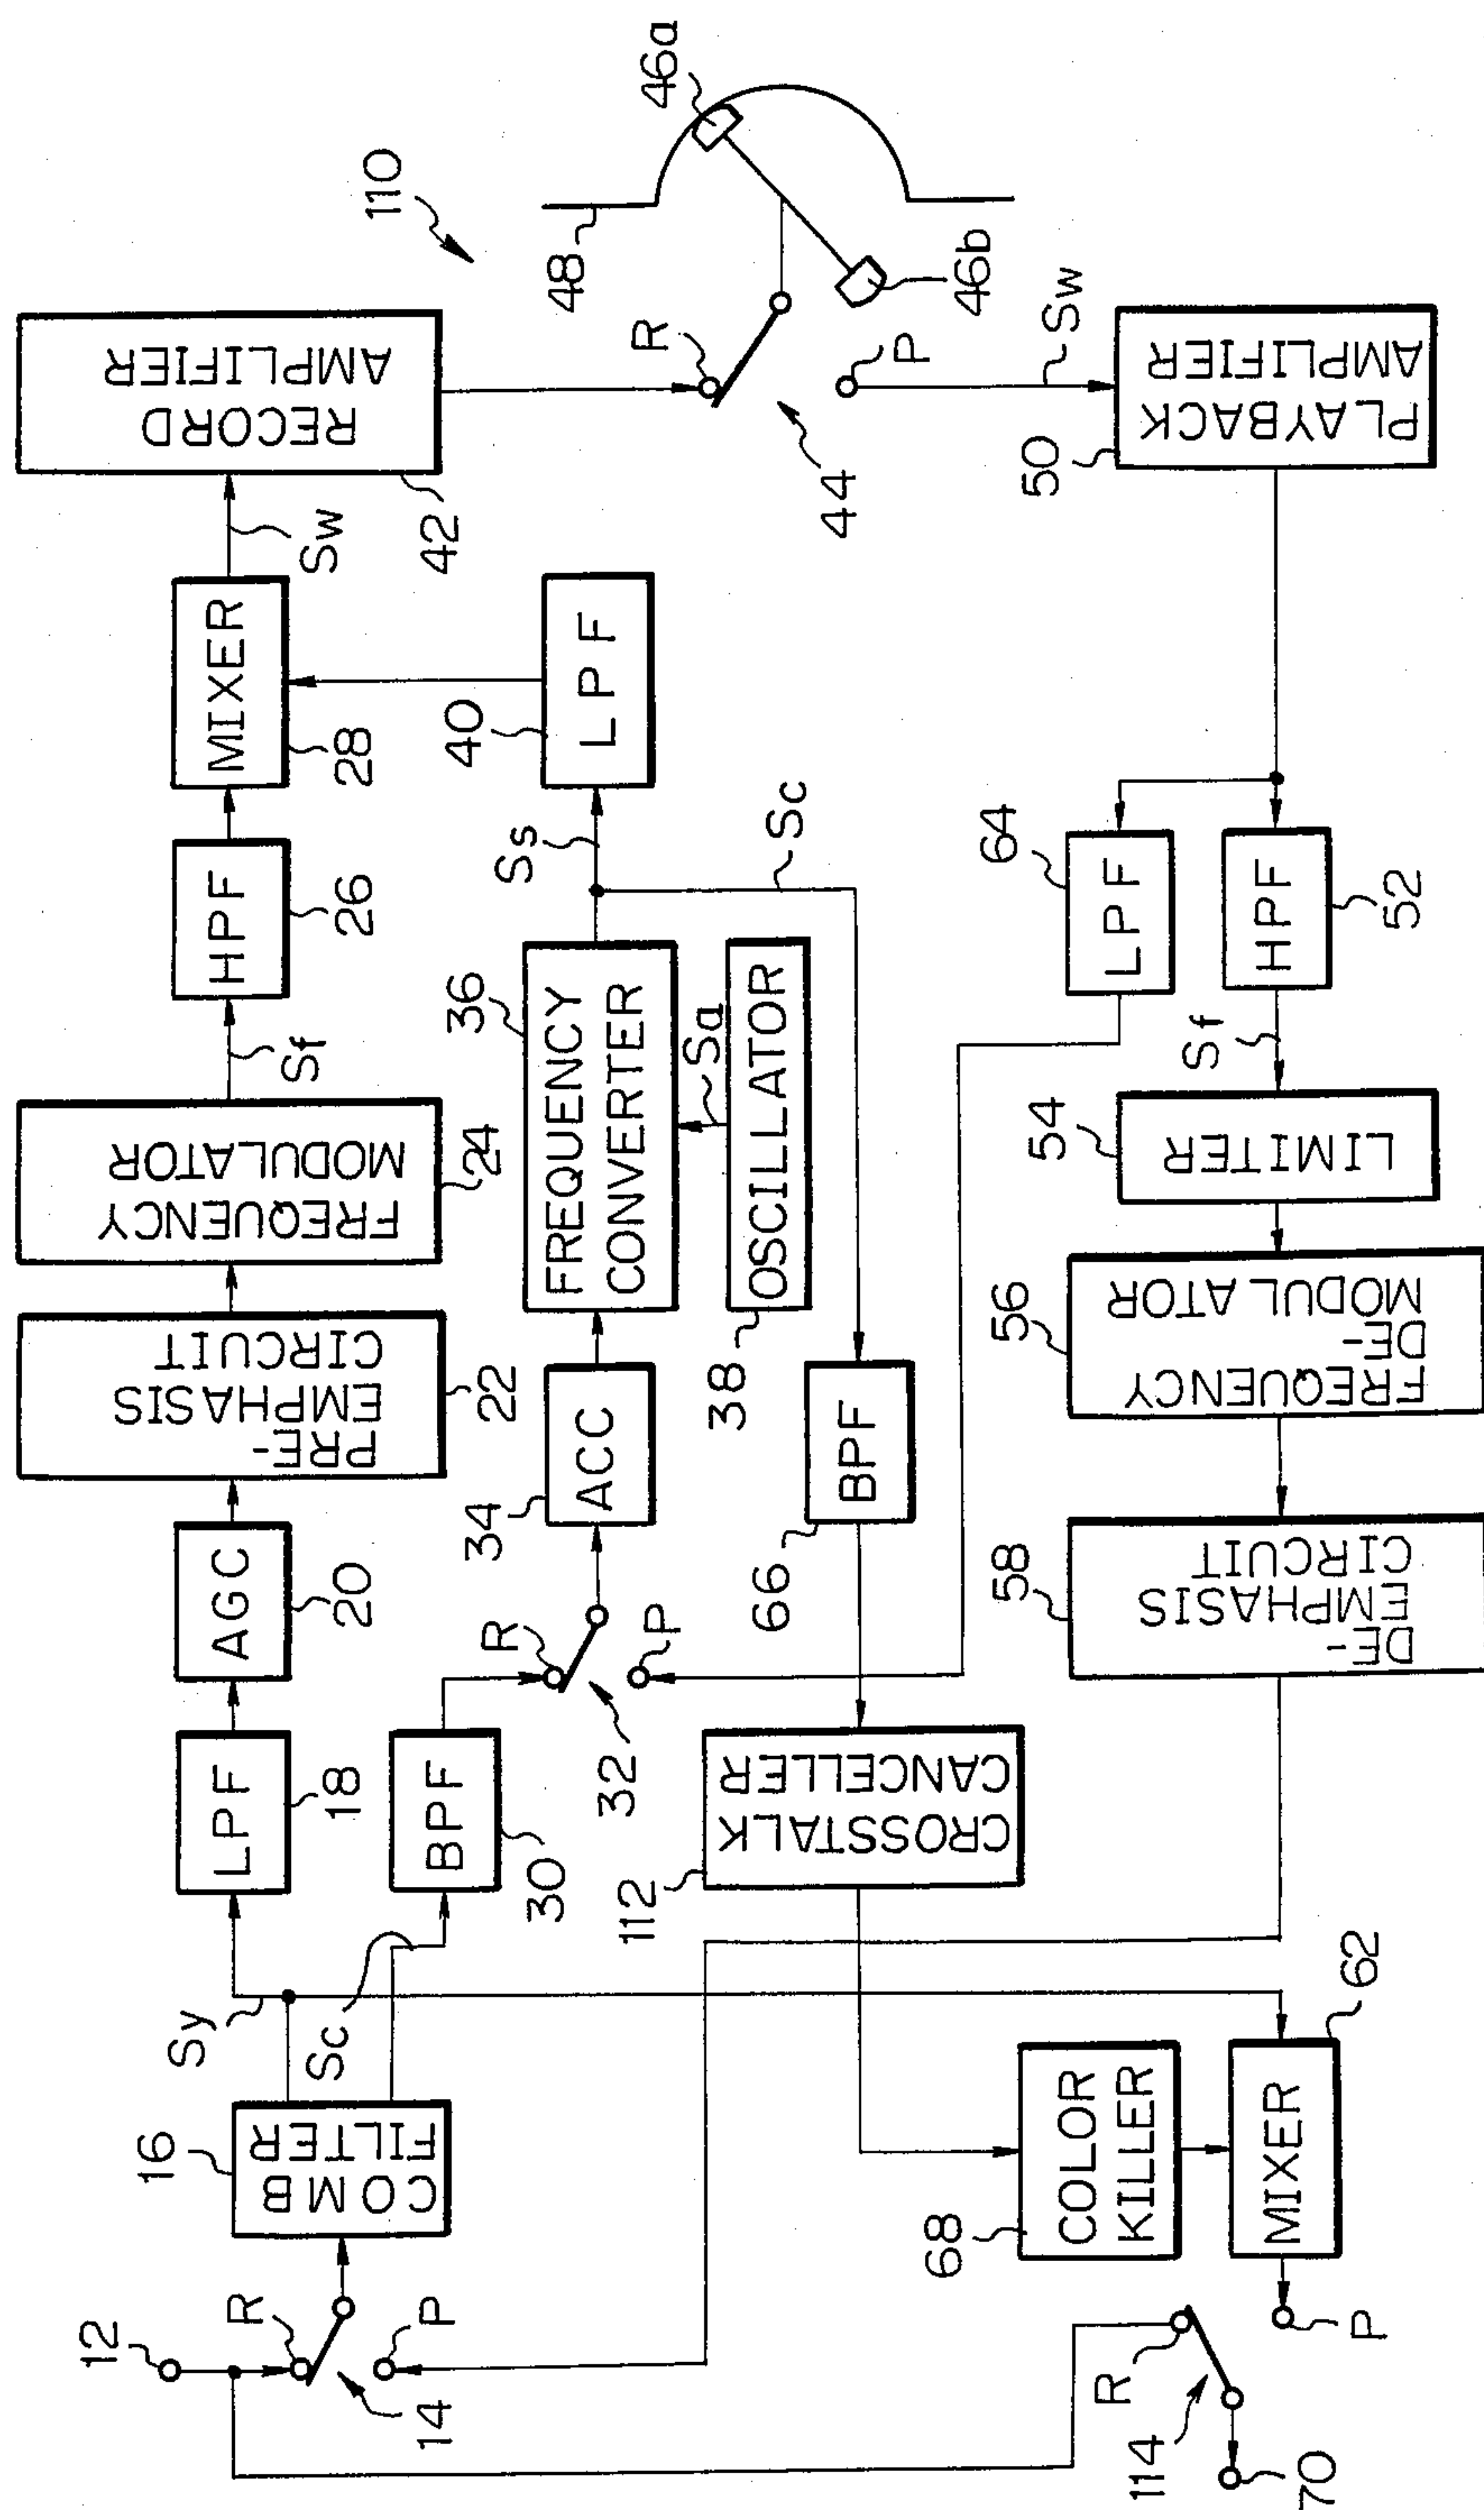 110
12
R
P
14
16
COMB
FILTER
Sy
Sc
LPF
18
AGC
20
PRE-
EMPHASIS
CIRCUIT
22
FREQUENCY
MODULATOR
24
Sf
HPF
26
MIXER
28
Sw
RECORD
AMPLIFIER
42
BPF
30
R
P
32
34
ACC
36
FREQUENCY
CONVERTER
Sa
OSCILLATOR
38
Ss
40
LPF
Sc
R
P
44
48
46a
46b
Sw
50
PLAYBACK
AMPLIFIER
64
LPF
HPF
52
Sf
54
LIMITER
56
FREQUENCY
DE-
MODULATOR
58
DE-
EMPHASIS
CIRCUIT
66
BPF
112
CROSSTALK
CANCELLER
68
COLOR
KILLER
62
MIXER
R
P
114
70